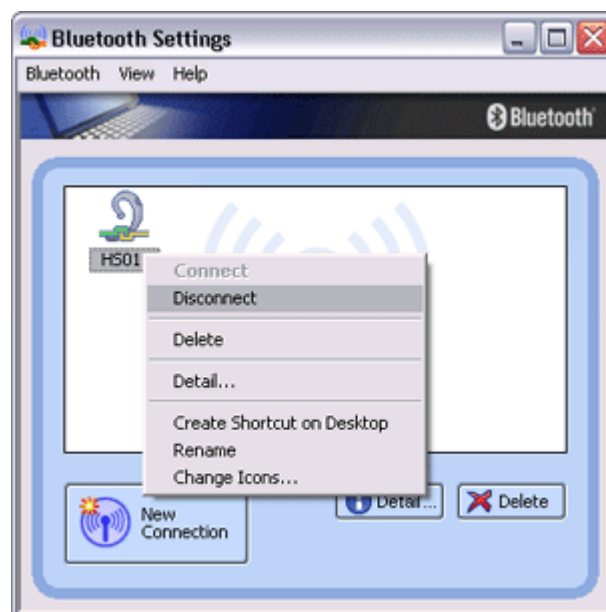 Bluetooth Settings
Bluetooth View Help
Bluetooth
HS01
Connect
Disconnect
Delete
Detail...
Create Shortcut on Desktop
Rename
Change Icons...
New
Connection
Detail...
Delete